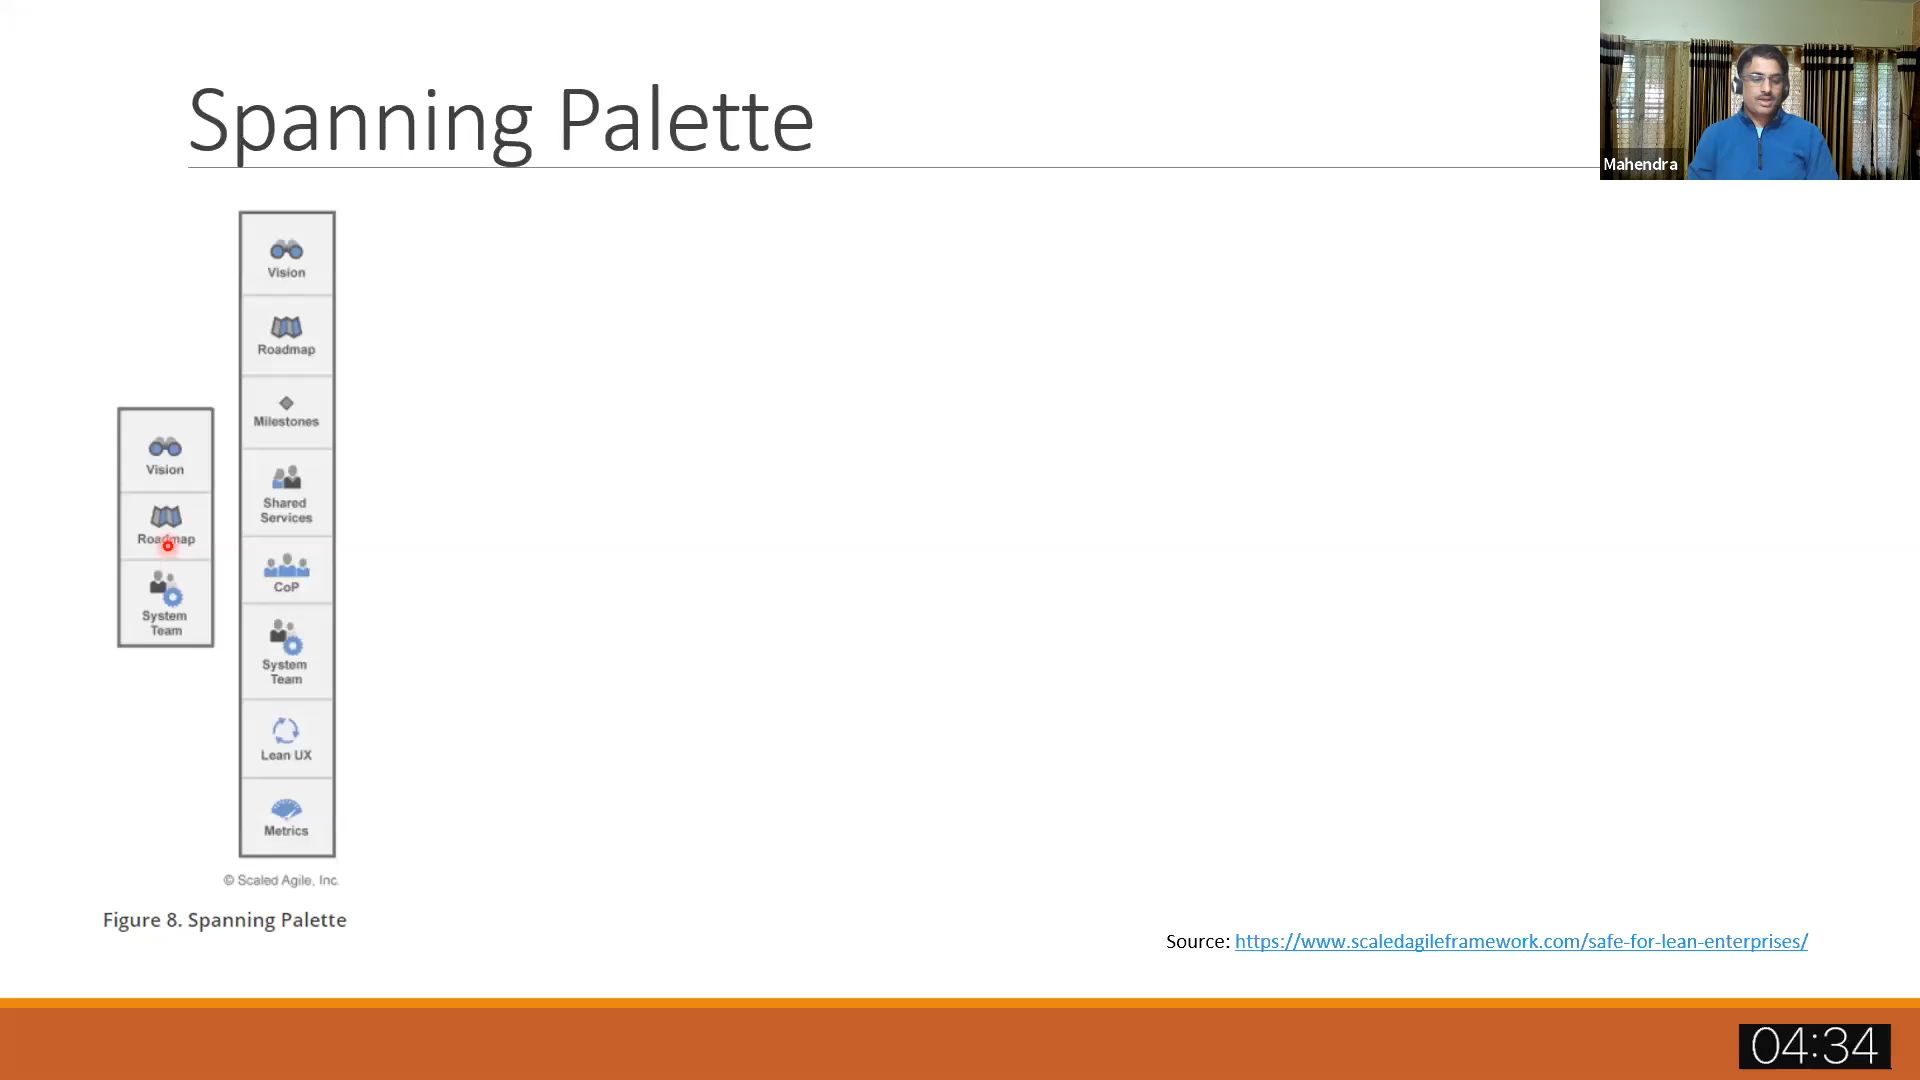 Spanning Palette
Mahendra
Vision
Roadmap
System
Team
Vision
Roadmap
Milestones
Shared
Services
CoP
System
Team
Lean UX
Metrics
© Scaled Agile, Inc.
Figure 8. Spanning Palette
Source: https://www.scaledagileframework.com/safe-for-lean-enterprises/
04:34